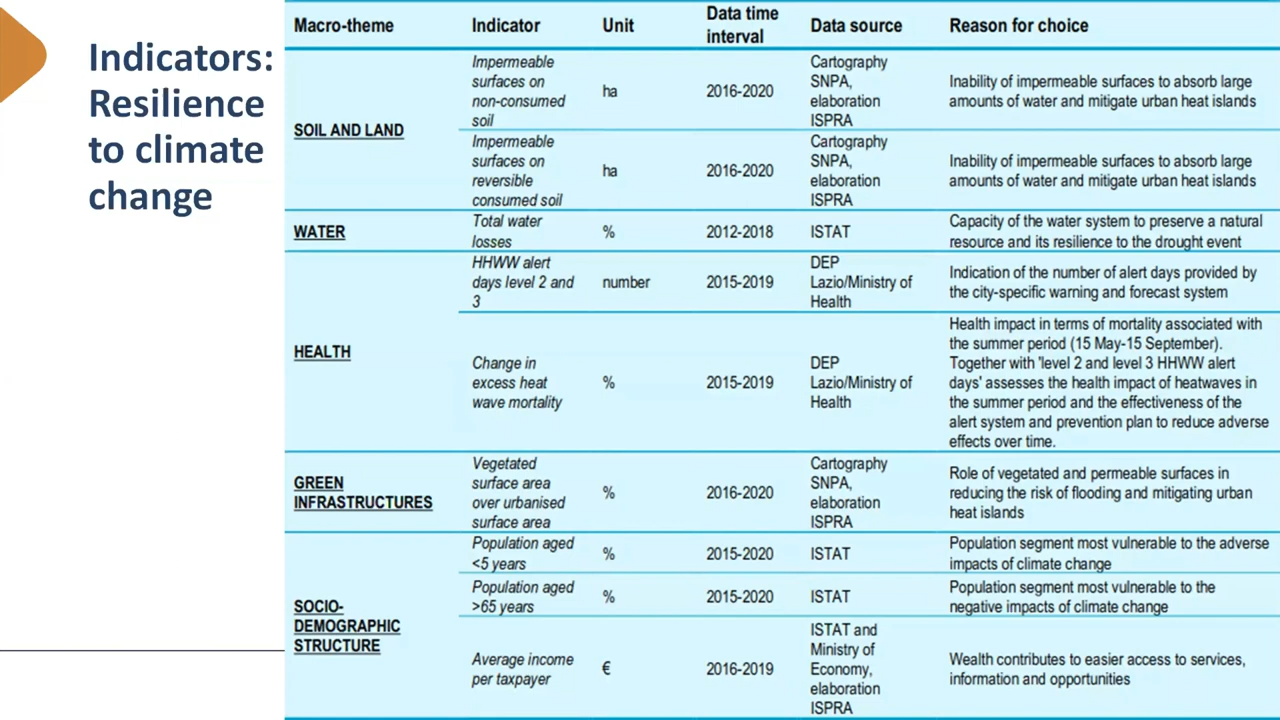 Indicators:
Resilience
to climate
change
Macro-theme Indicator Unit Data time interval Data source Reason for choice
SOIL AND LAND
Impermeable
surfaces on
non-consumed
soil
ha
2016-2020
Cartography
SNPA,
elaboration
ISPRA
Inability of impermeable surfaces to absorb large
amounts of water and mitigate urban heat islands
Impermeable
surfaces on
reversible
consumed soil
ha
2016-2020
Cartography
SNPA,
elaboration
ISPRA
Inability of impermeable surfaces to absorb large
amounts of water and mitigate urban heat islands
WATER
Total water
losses
%
2012-2018
ISTAT
Capacity of the water system to preserve a natural
resource and its resilience to the drought event
HEALTH
HHWW alert
days level 2 and
3
number
2015-2019
DEP
Lazio/Ministry of
Health
Indication of the number of alert days provided by
the city-specific warning and forecast system
Change in
excess heat
wave mortality
%
2015-2019
DEP
Lazio/Ministry of
Health
Health impact in terms of mortality associated with
the summer period (15 May-15 September).
Together with 'level 2 and level 3 HHWW alert
days' assesses the health impact of heatwaves in
the summer period and the effectiveness of the
alert system and prevention plan to reduce adverse
effects over time.
GREEN
INFRASTRUCTURES
Vegetated
surface area
over urbanised
surface area
%
2016-2020
Cartography
SNPA,
elaboration
ISPRA
Role of vegetated and permeable surfaces in
reducing the risk of flooding and mitigating urban
heat islands
SOCIO-
DEMOGRAPHIC
STRUCTURE
Population aged
<5 years
%
2015-2020
ISTAT
Population segment most vulnerable to the adverse
impacts of climate change
Population aged
>65 years
%
2015-2020
ISTAT
Population segment most vulnerable to the
negative impacts of climate change
Average income
per taxpayer
€
2016-2019
ISTAT and
Ministry of
Economy,
elaboration
ISPRA
Wealth contributes to easier access to services,
information and opportunities